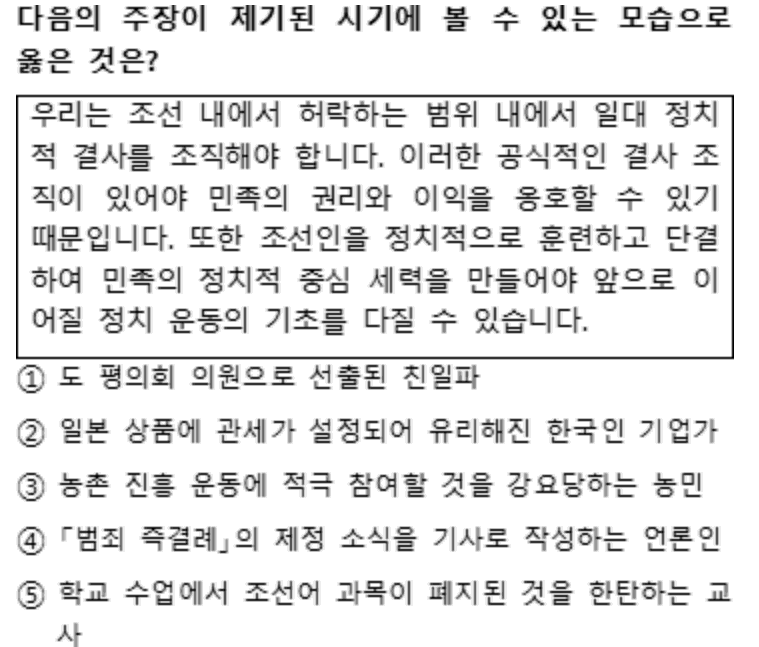 다음의 주장이 제기된 시기에 볼 수 있는 모습으로
옳은 것은?
우리는 조선 내에서 허락하는 범위 내에서 일대 정치
적 결사를 조직해야 합니다. 이러한 공식적인 결사 조
직이 있어야 민족의 권리와 이익을 옹호할 수 있기
때문입니다. 또한 조선인을 정치적으로 훈련하고 단결
하여 민족의 정치적 중심 세력을 만들어야 앞으로 이
어질 정치 운동의 기초를 다질 수 있습니다.
① 도 평의회 의원으로 선출된 친일파
② 일본 상품에 관세가 설정되어 유리해진 한국인 기업가
③ 농촌 진흥 운동에 적극 참여할 것을 강요당하는 농민
④ 「범죄 즉결례」의 제정 소식을 기사로 작성하는 언론인
⑤ 학교 수업에서 조선어 과목이 폐지된 것을 한탄하는 교
사